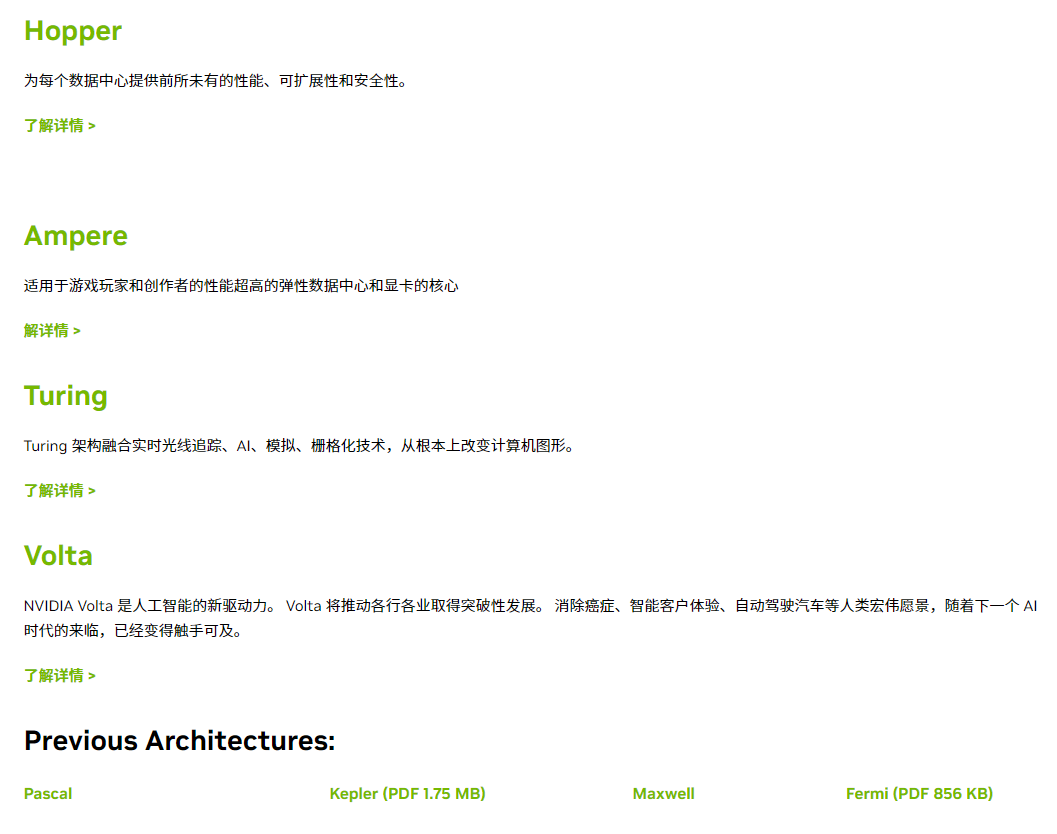 Hopper
为每个数据中心提供前所未有的性能、可扩展性和安全性。
了解详情 >
Ampere
适用于游戏玩家和创作者的性能超高的弹性数据中心和显卡的核心
解详情 >
Turing
Turing 架构融合实时光线追踪、AI、模拟、栅格化技术，从根本上改变计算机图形。
了解详情 >
Volta
NVIDIA Volta 是人工智能的新驱动力。 Volta 将推动各行各业取得突破性发展。 消除癌症、智能客户体验、自动驾驶汽车等人类宏伟愿景，随着下一个 AI
时代的来临，已经变得触手可及。
了解详情 >
Previous Architectures:
Pascal Kepler (PDF 1.75 MB) Maxwell Fermi (PDF 856 KB)